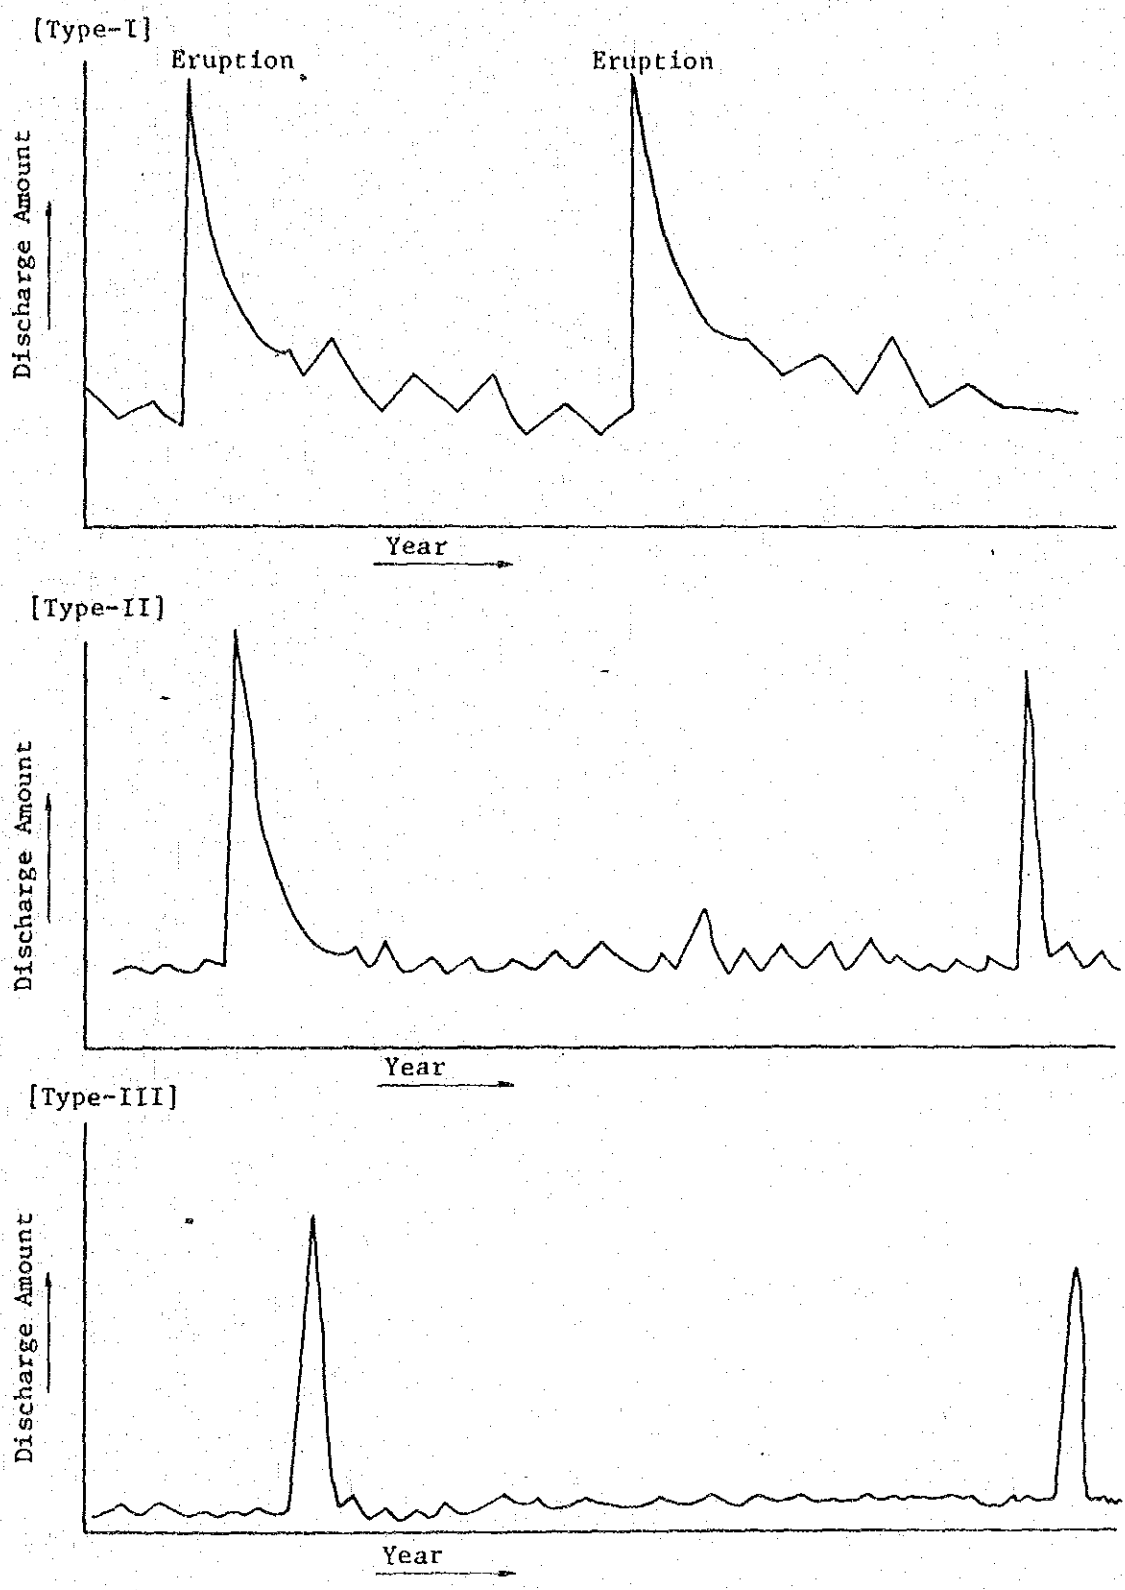 [Type-I]
Eruption
Eruption
Discharge Amount
Year
[Type-II]
Discharge Amount
Year
[Type-III]
Discharge Amount
Year